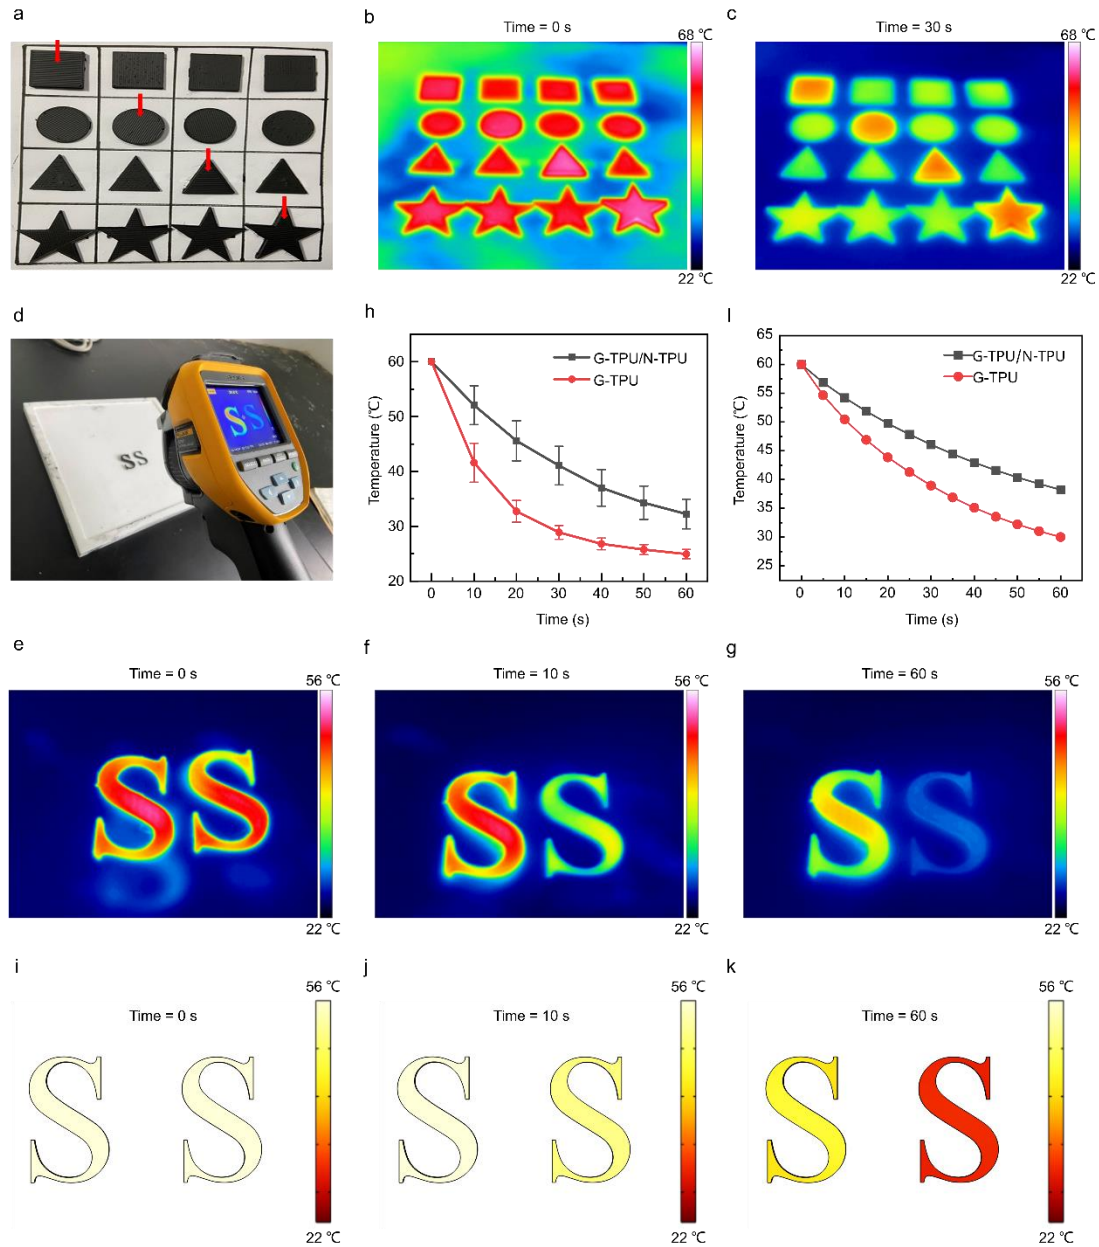 a
b
Time = 0 s
68 ℃
22 ℃
c
Time = 30 s
68 ℃
22 ℃
d
SS
S S
h
G-TPU/N-TPU
G-TPU
Temperature (℃)
60
50
40
30
20
0 10 20 30 40 50 60
Time (s)
l
G-TPU/N-TPU
G-TPU
Temperature (℃)
65
60
55
50
45
40
35
30
25
0 10 20 30 40 50 60
Time (s)
e
Time = 0 s
56 ℃
SS
22 ℃
f
Time = 10 s
56 ℃
SS
22 ℃
g
Time = 60 s
56 ℃
SS
22 ℃
i
Time = 0 s
56 ℃
S S
22 ℃
j
Time = 10 s
56 ℃
S S
22 ℃
k
Time = 60 s
56 ℃
S S
22 ℃